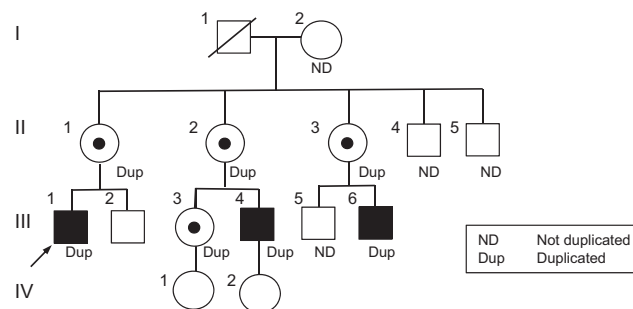 I
1
2
ND
II
1
2
3
4
5
Dup
Dup
Dup
ND
ND
III
1
2
3
4
5
6
Dup
Dup
Dup
ND
Dup
IV
1
2
ND Not duplicated
Dup Duplicated